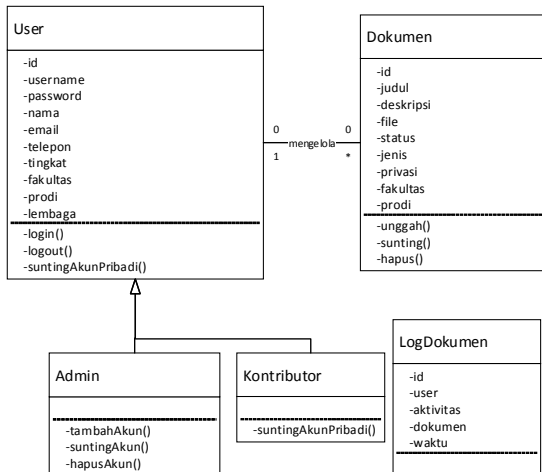 User
-id
-username
-password
-nama
-email
-telepon
-tingkat
-fakultas
-prodi
-lembaga
-login()
-logout()
-suntingAkunPribadi()
0
1
mengelola
0
*
Dokumen
-id
-judul
-deskripsi
-file
-status
-jenis
-privasi
-fakultas
-prodi
-unggah()
-sunting()
-hapus()
Admin
-tambahAkun()
-suntingAkun()
-hapusAkun()
Kontributor
-suntingAkunPribadi()
LogDokumen
-id
-user
-aktivitas
-dokumen
-waktu